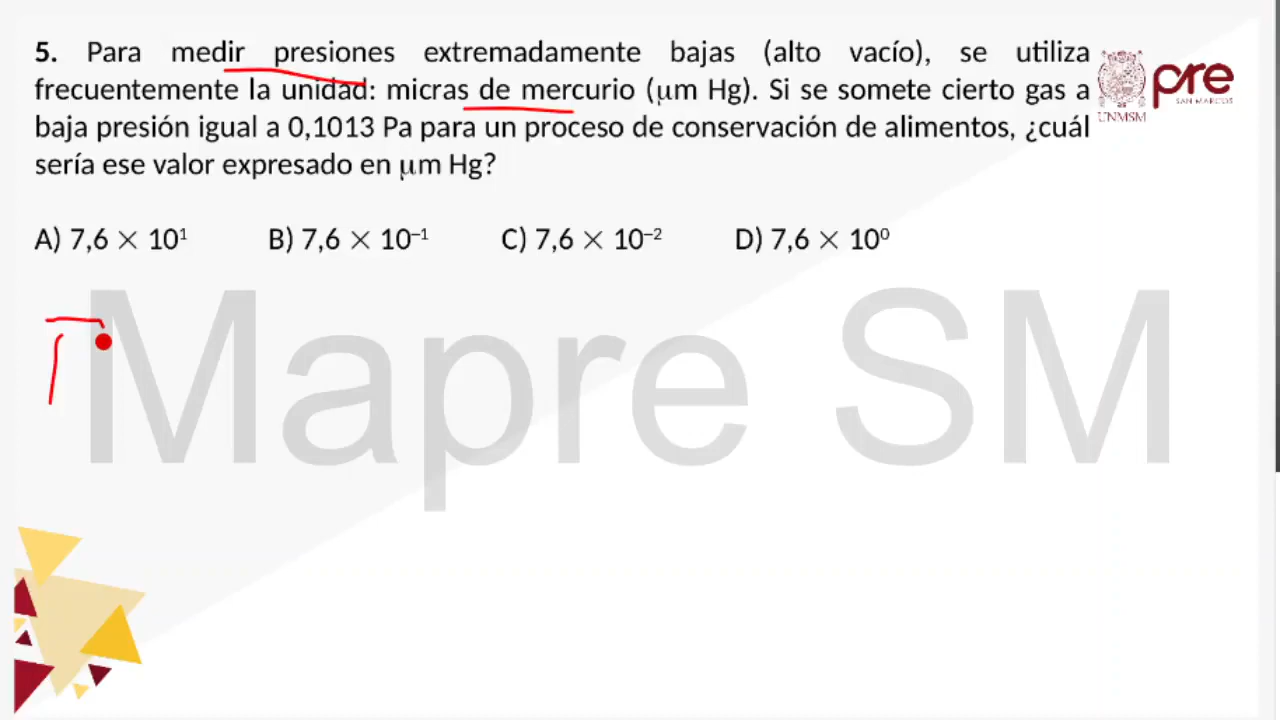 5. Para medir presiones extremadamente bajas (alto vacío), se utiliza
frecuentemente la unidad: micras de mercurio (μm Hg). Si se somete cierto gas a
baja presión igual a 0,1013 Pa para un proceso de conservación de alimentos, ¿cuál
sería ese valor expresado en μm Hg?
pre
SAN MARCOS
UNMSM
A) 7,6 × 10¹ B) 7,6 × 10⁻¹ C) 7,6 × 10⁻² D) 7,6 × 10⁰
Mapre SM